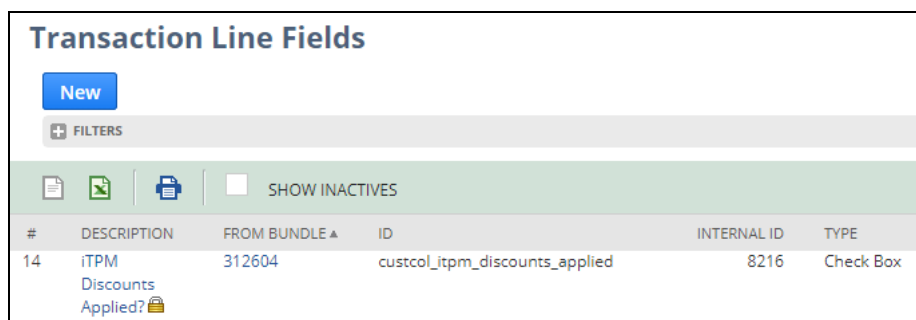 Transaction Line Fields
New
FILTERS
SHOW INACTIVES
# DESCRIPTION FROM BUNDLE ▲ ID INTERNAL ID TYPE
14 iTPM 312604 custcol_itpm_discounts_applied 8216 Check Box
Discounts
Applied?